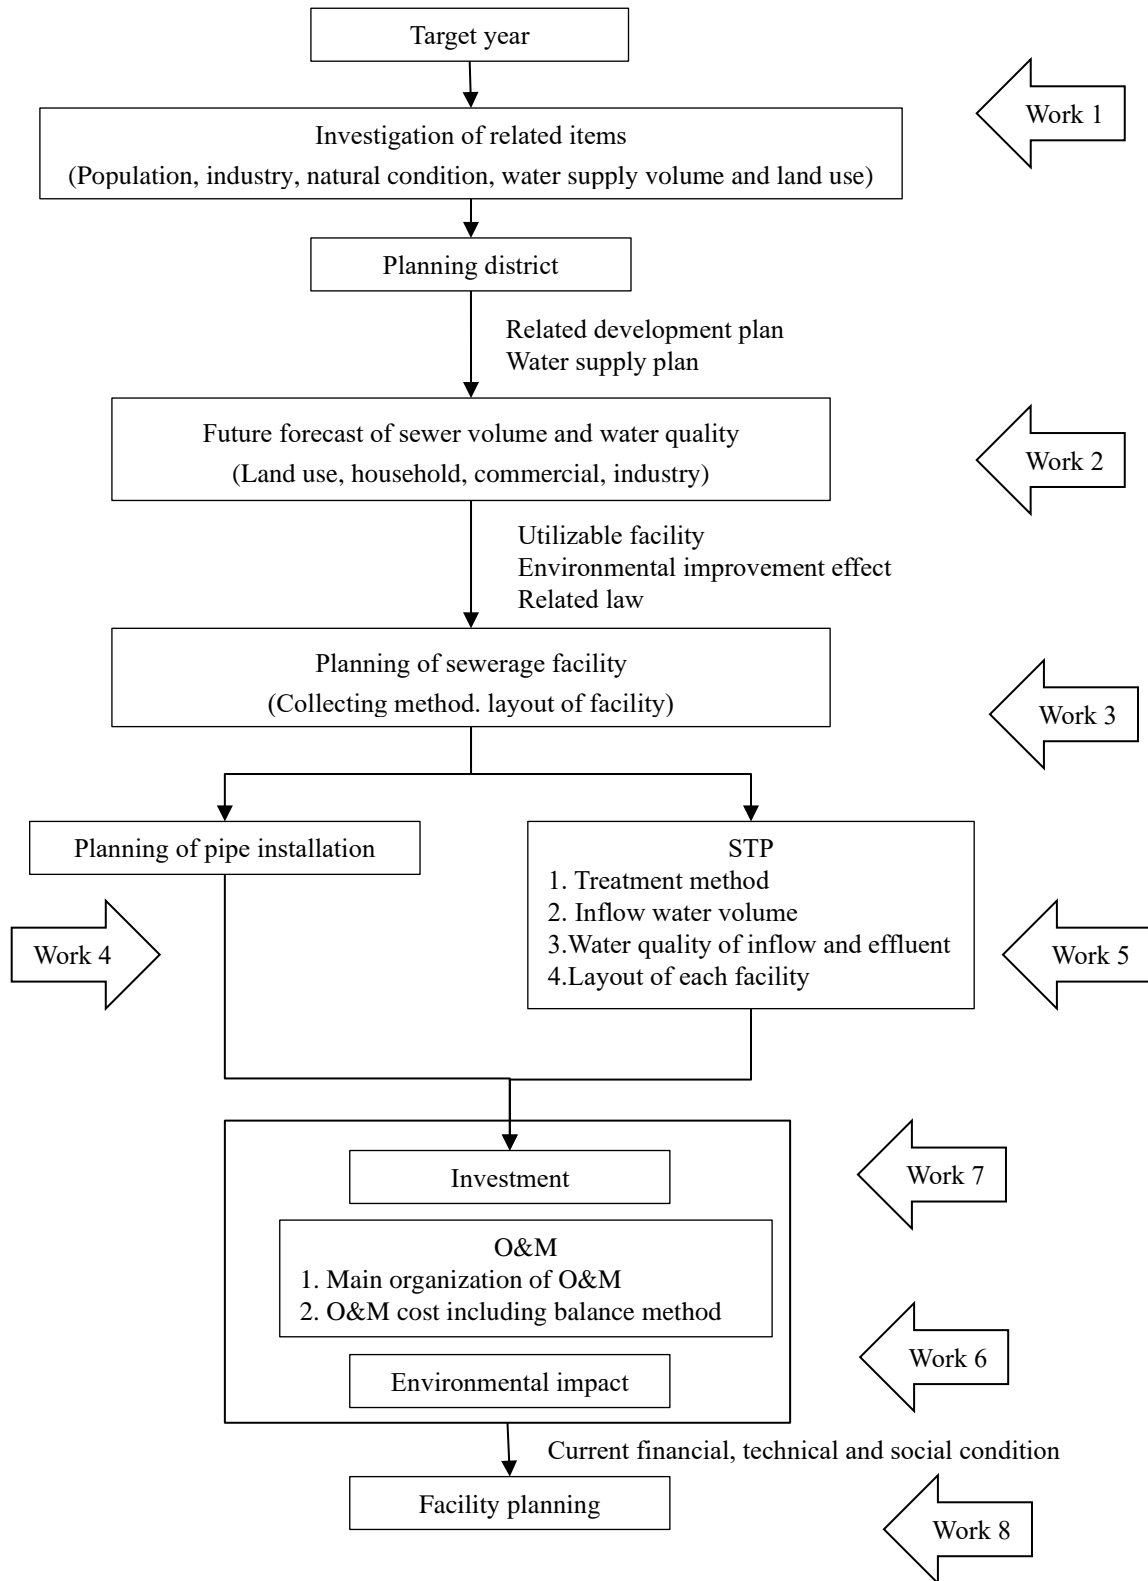 Target year
Work 1
Investigation of related items
(Population, industry, natural condition, water supply volume and land use)
Planning district
Related development plan
Water supply plan
Future forecast of sewer volume and water quality
(Land use, household, commercial, industry)
Work 2
Utilizable facility
Environmental improvement effect
Related law
Planning of sewerage facility
(Collecting method. layout of facility)
Work 3
Planning of pipe installation
STP
1. Treatment method
2. Inflow water volume
3.Water quality of inflow and effluent
4.Layout of each facility
Work 4
Work 5
Investment
Work 7
O&M
1. Main organization of O&M
2. O&M cost including balance method
Work 6
Environmental impact
Current financial, technical and social condition
Facility planning
Work 8